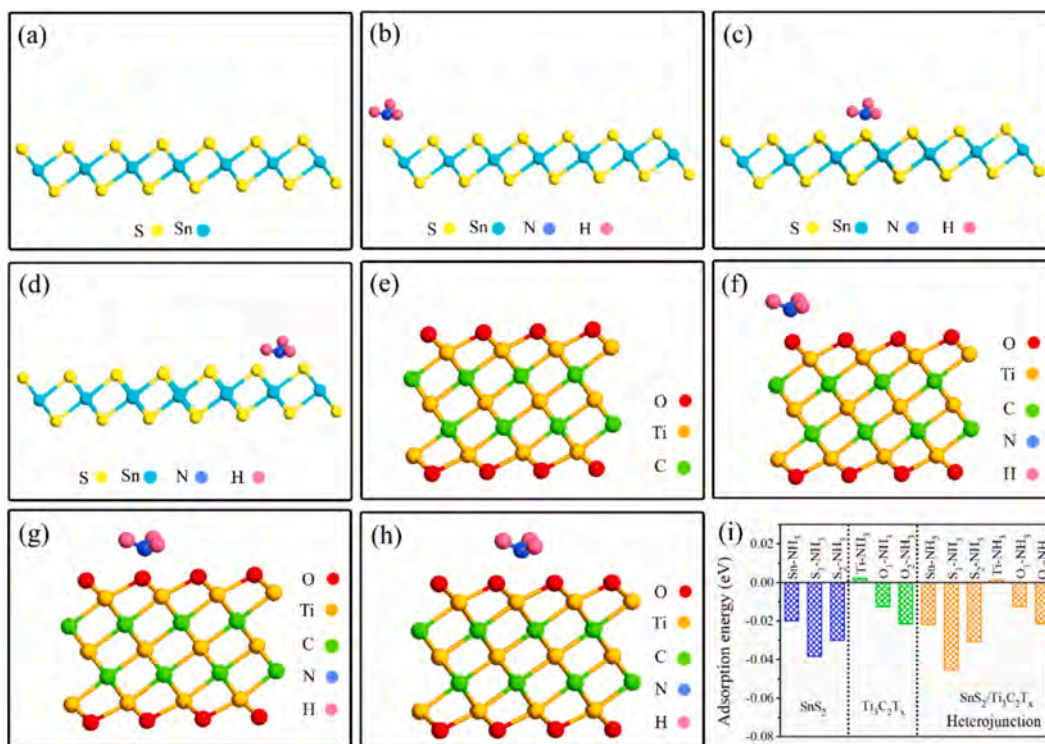 (a)
S Sn
(b)
S Sn N H
(c)
S Sn N H
(d)
S Sn N H
(e)
O
Ti
C
(f)
O
Ti
C
N
H
(g)
O
Ti
C
N
H
(h)
O
Ti
C
N
H
(i)
Adsorption energy (eV)
0.02
0.00
-0.02
-0.04
-0.06
-0.08
Sn-NH₃
S₁-NH₃
S₂-NH₃
Ti-NH₃
O₁-NH₃
O₂-NH₃
Sn-NH₃
S₁-NH₃
S₂-NH₃
Ti-NH₃
O₁-NH₃
SnS₂
Ti₃C₂Tₓ
SnS₂/Ti₃C₂Tₓ
Heterojunction